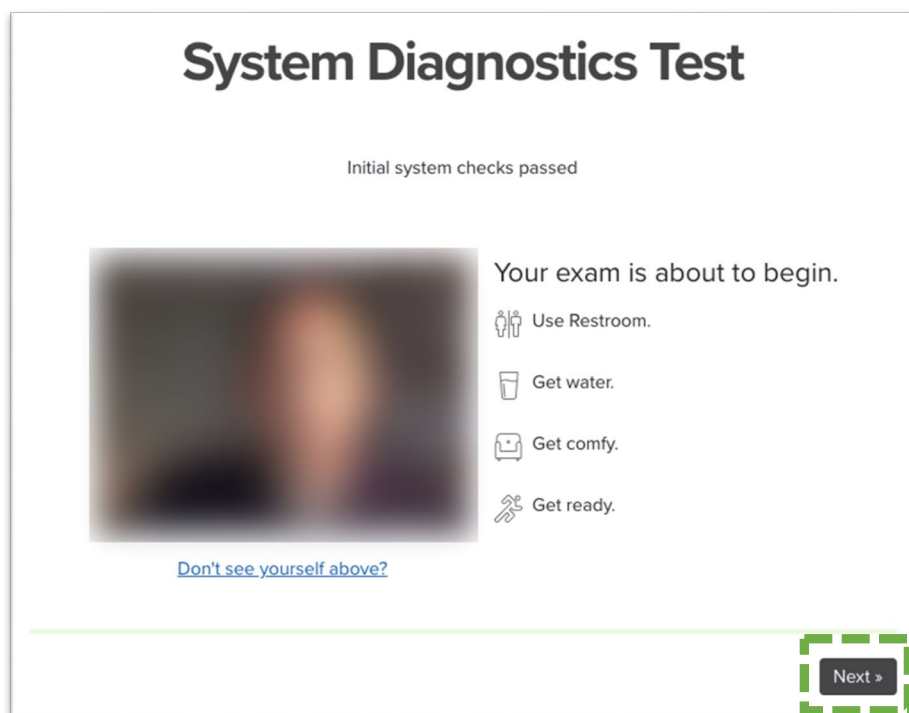 System Diagnostics Test
Initial system checks passed
Your exam is about to begin.
Use Restroom.
Get water.
Get comfy.
Get ready.
Don't see yourself above?
Next »